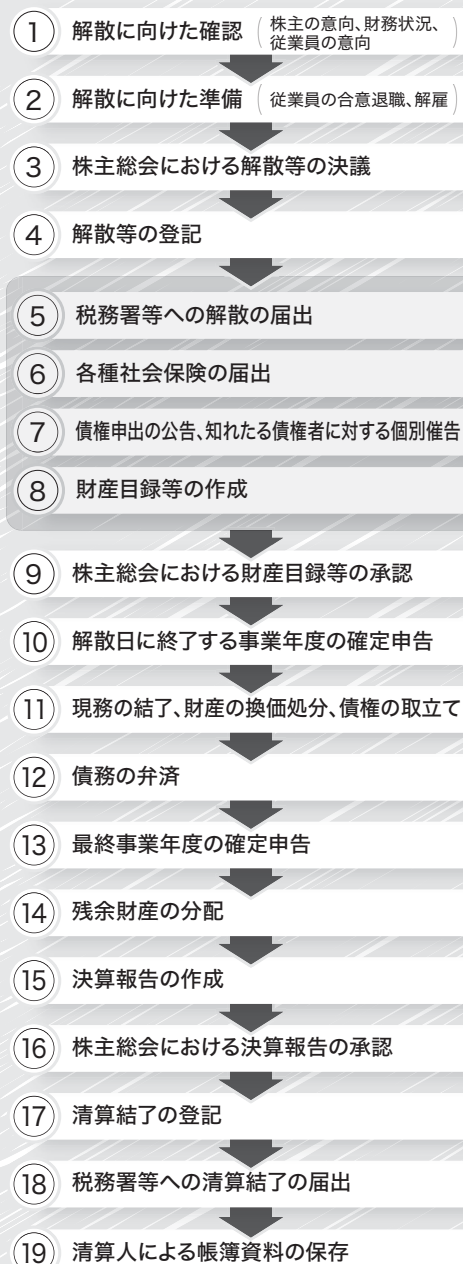 ① 解散に向けた確認（株主の意向、財務状況、
従業員の意向）
② 解散に向けた準備（従業員の合意退職、解雇）
③ 株主総会における解散等の決議
④ 解散等の登記
⑤ 税務署等への解散の届出
⑥ 各種社会保険の届出
⑦ 債権申出の公告、知れたる債権者に対する個別催告
⑧ 財産目録等の作成
⑨ 株主総会における財産目録等の承認
⑩ 解散日に終了する事業年度の確定申告
⑪ 現務の結了、財産の換価処分、債権の取立て
⑫ 債務の弁済
⑬ 最終事業年度の確定申告
⑭ 残余財産の分配
⑮ 決算報告の作成
⑯ 株主総会における決算報告の承認
⑰ 清算結了の登記
⑱ 税務署等への清算結了の届出
⑲ 清算人による帳簿資料の保存